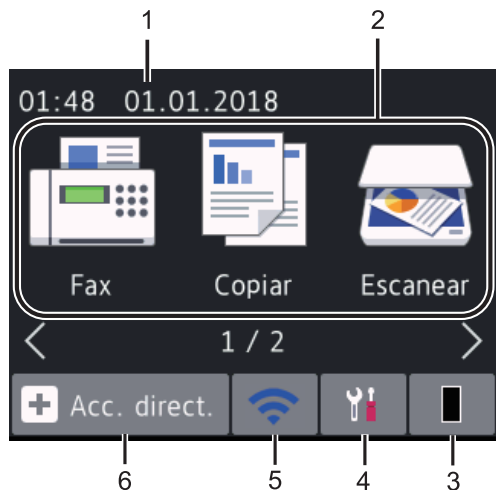 1 2
01:48 01.01.2018
Fax Copiar Escanear
1 / 2
Acc. direct.
6 5 4 3